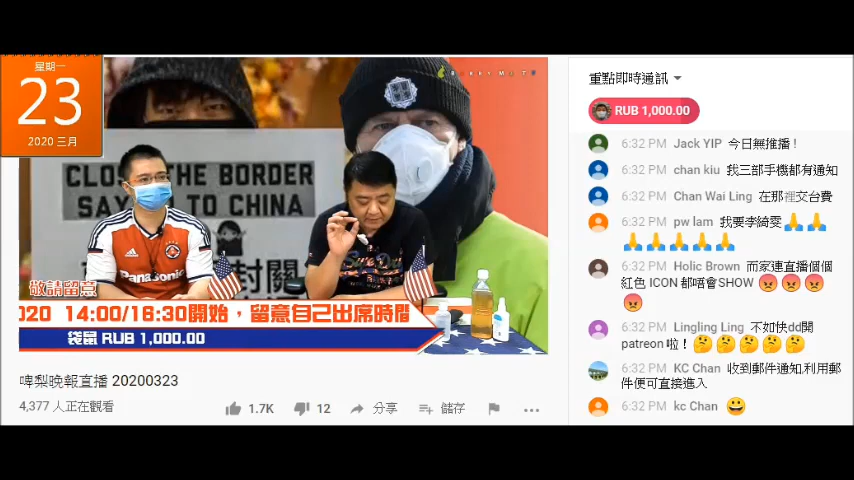 星期一
23
2020 三月
CLOSE THE BORDER
TO CHINA
封關
Panasonic
敬請留意
020 14:00/16:30開始，留意自己出席時間
袋鼠 RUB 1,000.00
啤梨晚報直播 20200323
4,377 人正在觀看
1.7K
12
分享
儲存
重點即時通訊
RUB 1,000.00
6:32 PM Jack YIP 今日無推播！
6:32 PM chan kiu 我三部手機都有通知
6:32 PM Chan Wai Ling 在那裡交台費
6:32 PM pw lam 我要李綺雯🙏🙏
🙏🙏🙏🙏🙏
6:32 PM Holic Brown 而家連直播個個
紅色 ICON 都唔會SHOW 😡😡😡
😡
6:32 PM Lingling Ling 不如快dd開
patreon 啦！🤔🤔🤔🤔🤔
6:32 PM KC Chan 收到郵件通知,利用郵
件便可直接進入
6:32 PM kc Chan 😀